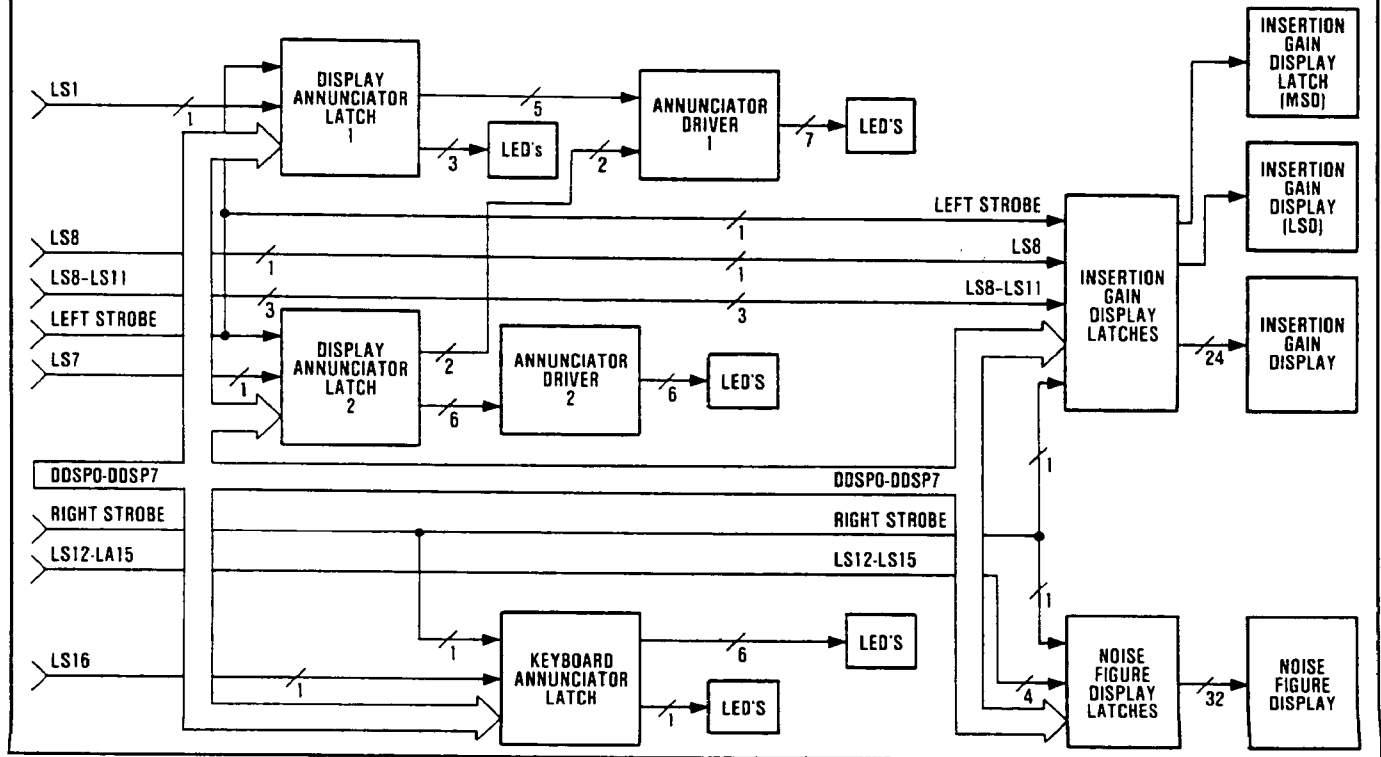 LS1
1
DISPLAY
ANNUNCIATOR
LATCH
1
5
3
LED's
2
ANNUNCIATOR
DRIVER
1
7
LED'S
INSERTION
GAIN
DISPLAY
LATCH
(MSD)
INSERTION
GAIN
DISPLAY
(LSD)
LEFT STROBE
1
LS8
1
1
LS8
LS8-LS11
3
3
LS8-LS11
LEFT STROBE
LS7
1
DISPLAY
ANNUNCIATOR
LATCH
2
2
6
ANNUNCIATOR
DRIVER
2
6
LED'S
INSERTION
GAIN
DISPLAY
LATCHES
24
INSERTION
GAIN
DISPLAY
DDSP0-DDSP7
DDSP0-DDSP7
1
RIGHT STROBE
RIGHT STROBE
LS12-LA15
LS12-LS15
1
LS16
1
1
KEYBOARD
ANNUNCIATOR
LATCH
6
LED'S
1
LED'S
4
NOISE
FIGURE
DISPLAY
LATCHES
32
NOISE
FIGURE
DISPLAY